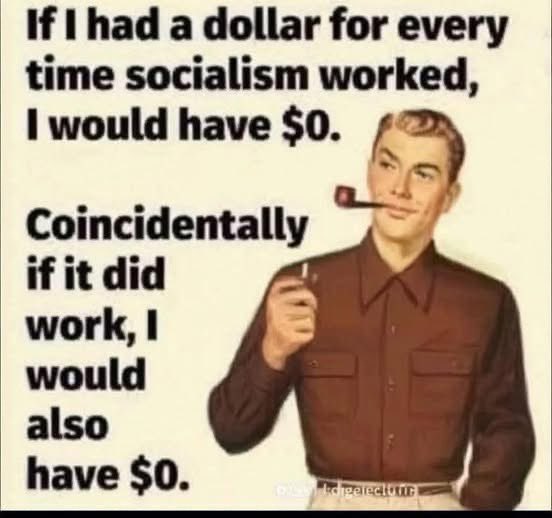 If I had a dollar for every
time socialism worked,
I would have $0.
Coincidentally
if it did
work, I
would
also
have $0.